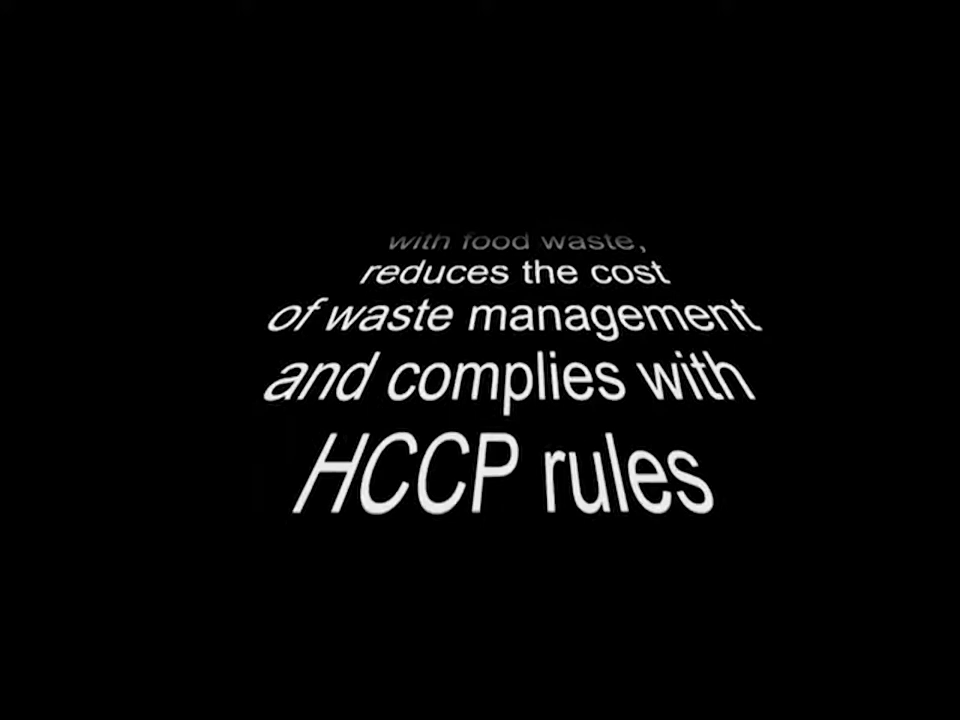 with food waste,
reduces the cost
of waste management
and complies with
HCCP rules